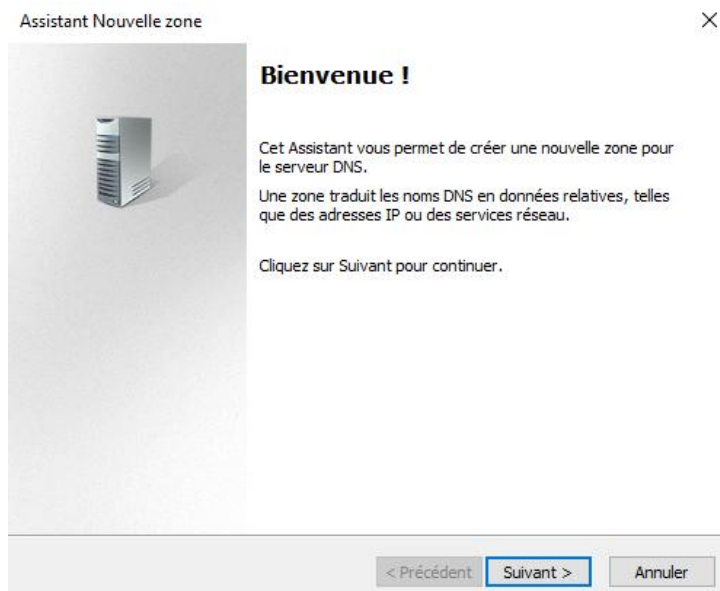 Assistant Nouvelle zone
Bienvenue !
Cet Assistant vous permet de créer une nouvelle zone pour
le serveur DNS.
Une zone traduit les noms DNS en données relatives, telles
que des adresses IP ou des services réseau.
Cliquez sur Suivant pour continuer.
< Précédent Suivant > Annuler